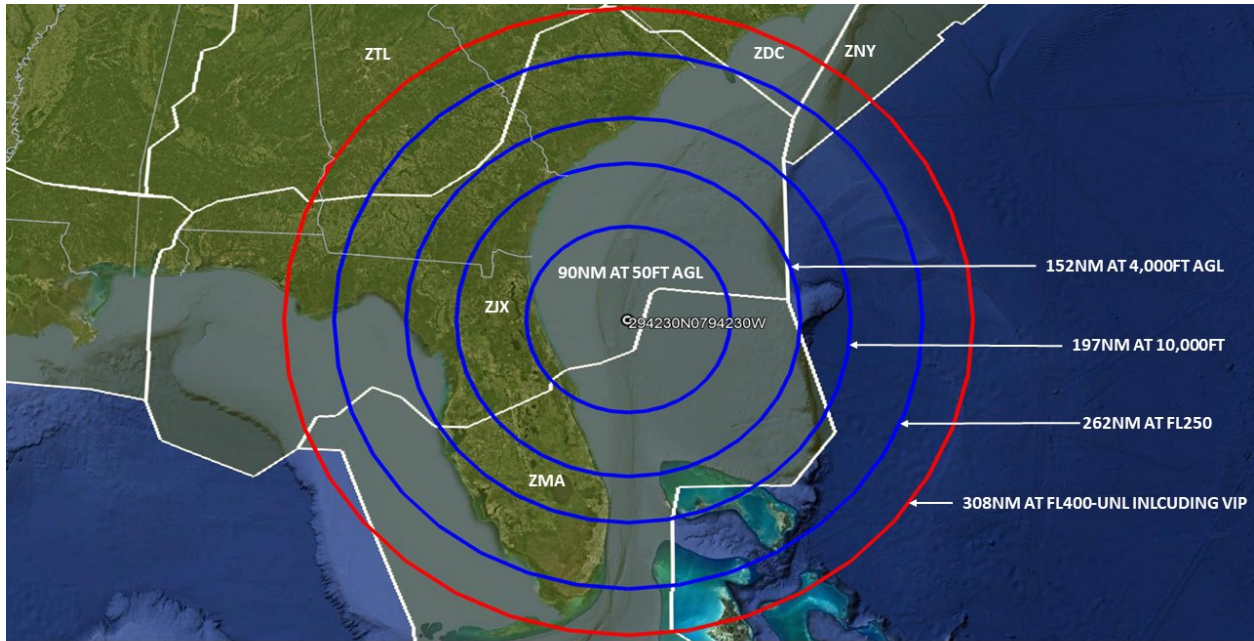 ZTL
ZDC
ZNY
90NM AT 50FT AGL
152NM AT 4,000FT AGL
ZJX
294230N0794230W
197NM AT 10,000FT
262NM AT FL250
ZMA
308NM AT FL400-UNL INLCUDING VIP